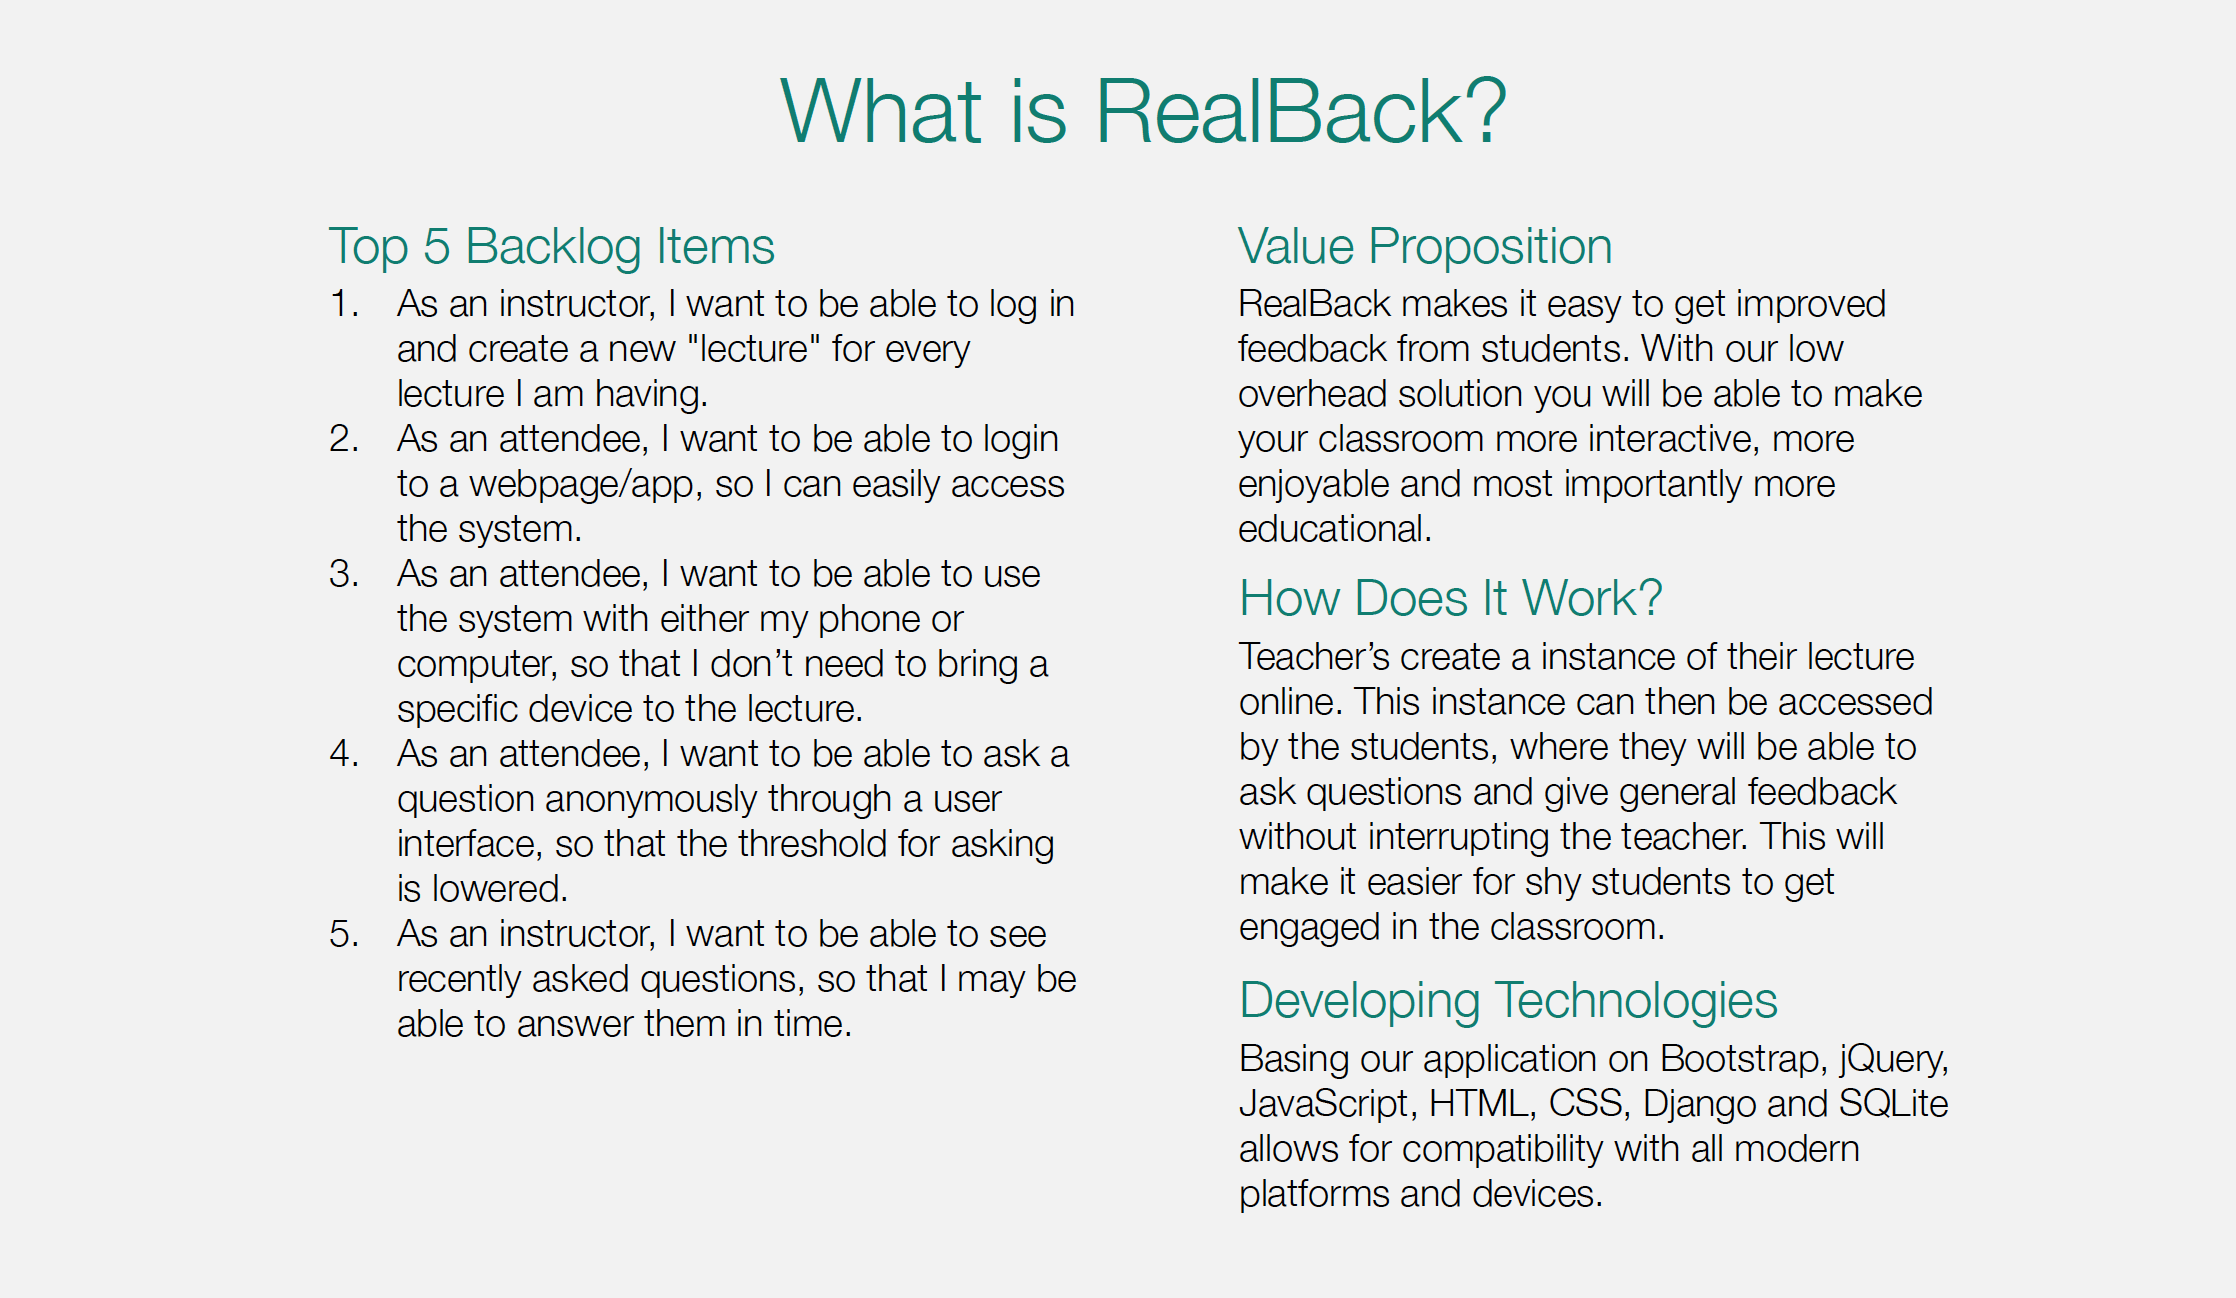 What is RealBack?
Top 5 Backlog Items
1. As an instructor, I want to be able to log in
and create a new "lecture" for every
lecture I am having.
2. As an attendee, I want to be able to login
to a webpage/app, so I can easily access
the system.
3. As an attendee, I want to be able to use
the system with either my phone or
computer, so that I don’t need to bring a
specific device to the lecture.
4. As an attendee, I want to be able to ask a
question anonymously through a user
interface, so that the threshold for asking
is lowered.
5. As an instructor, I want to be able to see
recently asked questions, so that I may be
able to answer them in time.
Value Proposition
RealBack makes it easy to get improved
feedback from students. With our low
overhead solution you will be able to make
your classroom more interactive, more
enjoyable and most importantly more
educational.
How Does It Work?
Teacher’s create a instance of their lecture
online. This instance can then be accessed
by the students, where they will be able to
ask questions and give general feedback
without interrupting the teacher. This will
make it easier for shy students to get
engaged in the classroom.
Developing Technologies
Basing our application on Bootstrap, jQuery,
JavaScript, HTML, CSS, Django and SQLite
allows for compatibility with all modern
platforms and devices.